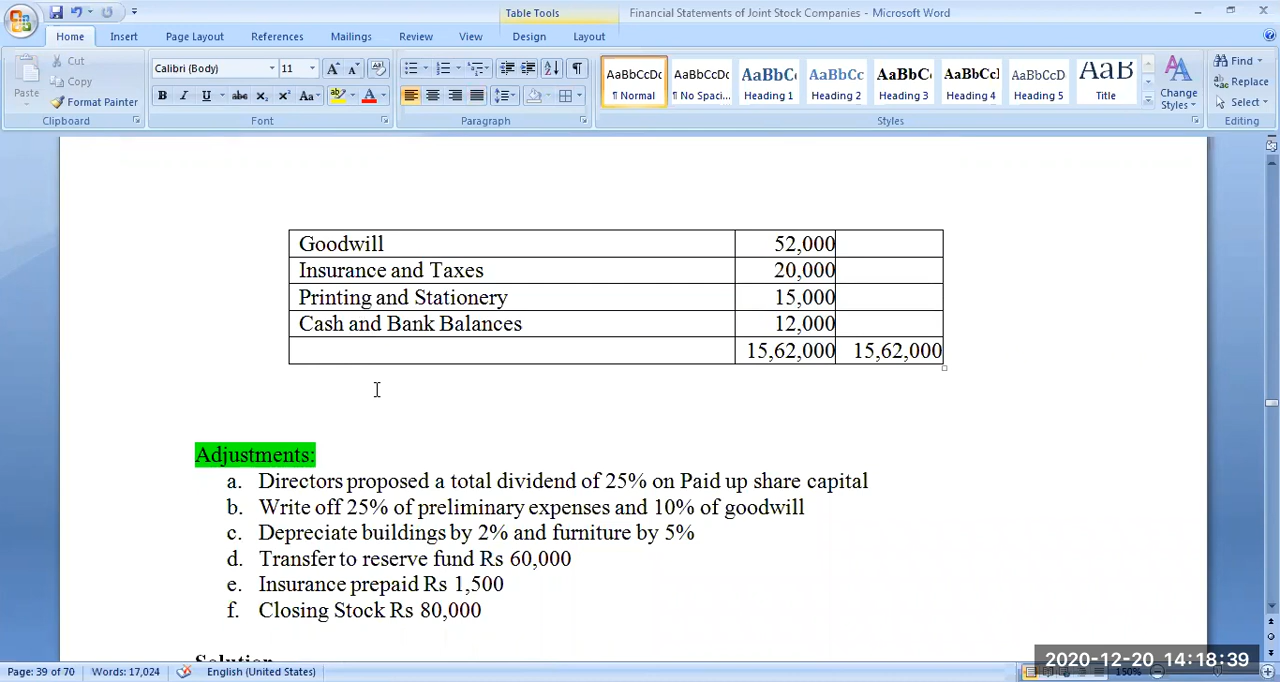 Table Tools
Financial Statements of Joint Stock Companies - Microsoft Word
Home Insert Page Layout References Mailings Review View Design Layout
Cut
Copy
Format Painter
Paste
Calibri (Body) 11
AaBbCcDc AaBbCcDc AaBbC AaBbCc AaBbC AaBbCcI AaBbCcD AaB
¶ Normal ¶ No Spaci... Heading 1 Heading 2 Heading 3 Heading 4 Heading 5 Title
Change Styles
Find
Replace
Select
Clipboard Font Paragraph Styles Editing
Goodwill 52,000
Insurance and Taxes 20,000
Printing and Stationery 15,000
Cash and Bank Balances 12,000
15,62,000 15,62,000
Adjustments:
a. Directors proposed a total dividend of 25% on Paid up share capital
b. Write off 25% of preliminary expenses and 10% of goodwill
c. Depreciate buildings by 2% and furniture by 5%
d. Transfer to reserve fund Rs 60,000
e. Insurance prepaid Rs 1,500
f. Closing Stock Rs 80,000
Solution
Page: 39 of 70 Words: 17,024 English (United States) 150%
2020-12-20 14:18:39